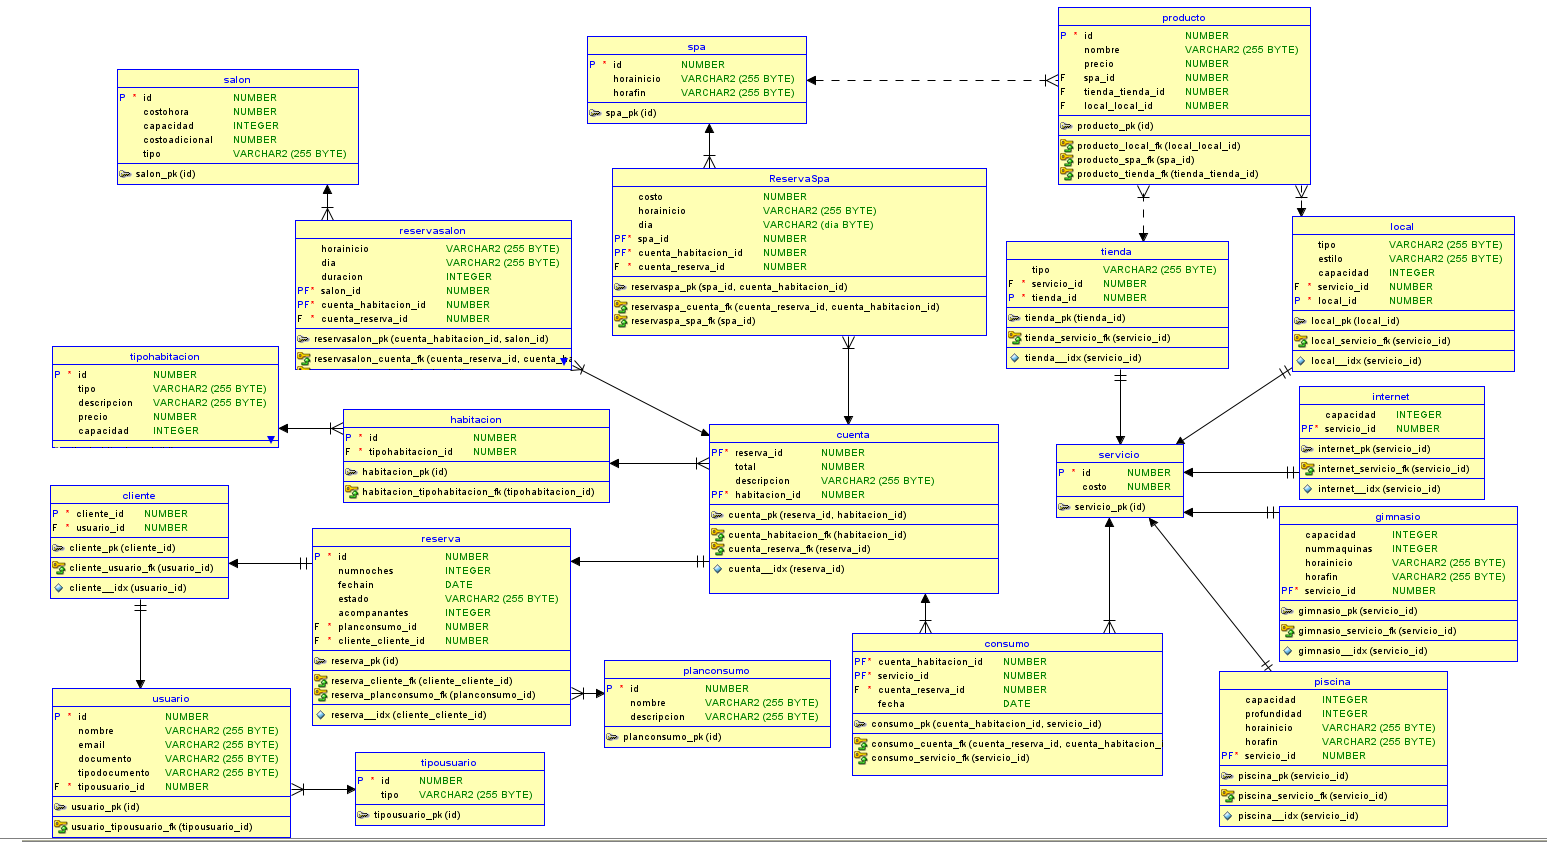 salon
P * id NUMBER
costohora NUMBER
capacidad INTEGER
costoadicional NUMBER
tipo VARCHAR2 (255 BYTE)
salon_pk (id)
spa
P * id NUMBER
horainicio VARCHAR2 (255 BYTE)
horafin VARCHAR2 (255 BYTE)
spa_pk (id)
producto
P * id NUMBER
nombre VARCHAR2 (255 BYTE)
precio NUMBER
F spa_id NUMBER
F tienda_tienda_id NUMBER
F local_local_id NUMBER
producto_pk (id)
producto_local_fk (local_local_id)
producto_spa_fk (spa_id)
producto_tienda_fk (tienda_tienda_id)
reservasalon
horainicio VARCHAR2 (255 BYTE)
dia VARCHAR2 (255 BYTE)
duracion INTEGER
PF* salon_id NUMBER
PF* cuenta_habitacion_id NUMBER
F * cuenta_reserva_id NUMBER
reservasalon_pk (cuenta_habitacion_id, salon_id)
reservasalon_cuenta_fk (cuenta_reserva_id, cuenta_
ReservaSpa
costo NUMBER
horainicio VARCHAR2 (255 BYTE)
dia VARCHAR2 (dia BYTE)
PF* spa_id NUMBER
PF* cuenta_habitacion_id NUMBER
F * cuenta_reserva_id NUMBER
reservaspa_pk (spa_id, cuenta_habitacion_id)
reservaspa_cuenta_fk (cuenta_reserva_id, cuenta_habitacion_id)
reservaspa_spa_fk (spa_id)
tienda
tipo VARCHAR2 (255 BYTE)
F * servicio_id NUMBER
P * tienda_id NUMBER
tienda_pk (tienda_id)
tienda_servicio_fk (servicio_id)
tienda__idx (servicio_id)
local
tipo VARCHAR2 (255 BYTE)
estilo VARCHAR2 (255 BYTE)
capacidad INTEGER
F * servicio_id NUMBER
P * local_id NUMBER
local_pk (local_id)
local_servicio_fk (servicio_id)
local__idx (servicio_id)
tipohabitacion
P * id NUMBER
tipo VARCHAR2 (255 BYTE)
descripcion VARCHAR2 (255 BYTE)
precio NUMBER
capacidad INTEGER
habitacion
P * id NUMBER
F * tipohabitacion_id NUMBER
habitacion_pk (id)
habitacion_tipohabitacion_fk (tipohabitacion_id)
cuenta
PF* reserva_id NUMBER
total NUMBER
descripcion VARCHAR2 (255 BYTE)
PF* habitacion_id NUMBER
cuenta_pk (reserva_id, habitacion_id)
cuenta_habitacion_fk (habitacion_id)
cuenta_reserva_fk (reserva_id)
cuenta__idx (reserva_id)
servicio
P * id NUMBER
costo NUMBER
servicio_pk (id)
internet
capacidad INTEGER
PF* servicio_id NUMBER
internet_pk (servicio_id)
internet_servicio_fk (servicio_id)
internet__idx (servicio_id)
cliente
P * cliente_id NUMBER
F * usuario_id NUMBER
cliente_pk (cliente_id)
cliente_usuario_fk (usuario_id)
cliente__idx (usuario_id)
reserva
P * id NUMBER
numnoches INTEGER
fechain DATE
estado VARCHAR2 (255 BYTE)
acompanantes INTEGER
F * planconsumo_id NUMBER
F * cliente_cliente_id NUMBER
reserva_pk (id)
reserva_cliente_fk (cliente_cliente_id)
reserva_planconsumo_fk (planconsumo_id)
reserva__idx (cliente_cliente_id)
gimnasio
capacidad INTEGER
nummaquinas INTEGER
horainicio VARCHAR2 (255 BYTE)
horafin VARCHAR2 (255 BYTE)
PF* servicio_id NUMBER
gimnasio_pk (servicio_id)
gimnasio_servicio_fk (servicio_id)
gimnasio__idx (servicio_id)
consumo
PF* cuenta_habitacion_id NUMBER
PF* servicio_id NUMBER
F * cuenta_reserva_id NUMBER
fecha DATE
consumo_pk (cuenta_habitacion_id, servicio_id)
consumo_cuenta_fk (cuenta_reserva_id, cuenta_habitacion_
consumo_servicio_fk (servicio_id)
planconsumo
P * id NUMBER
nombre VARCHAR2 (255 BYTE)
descripcion VARCHAR2 (255 BYTE)
planconsumo_pk (id)
piscina
capacidad INTEGER
profundidad INTEGER
horainicio VARCHAR2 (255 BYTE)
horafin VARCHAR2 (255 BYTE)
PF* servicio_id NUMBER
piscina_pk (servicio_id)
piscina_servicio_fk (servicio_id)
piscina__idx (servicio_id)
usuario
P * id NUMBER
nombre VARCHAR2 (255 BYTE)
email VARCHAR2 (255 BYTE)
documento VARCHAR2 (255 BYTE)
tipodocumento VARCHAR2 (255 BYTE)
F * tipousuario_id NUMBER
usuario_pk (id)
usuario_tipousuario_fk (tipousuario_id)
tipousuario
P * id NUMBER
tipo VARCHAR2 (255 BYTE)
tipousuario_pk (id)